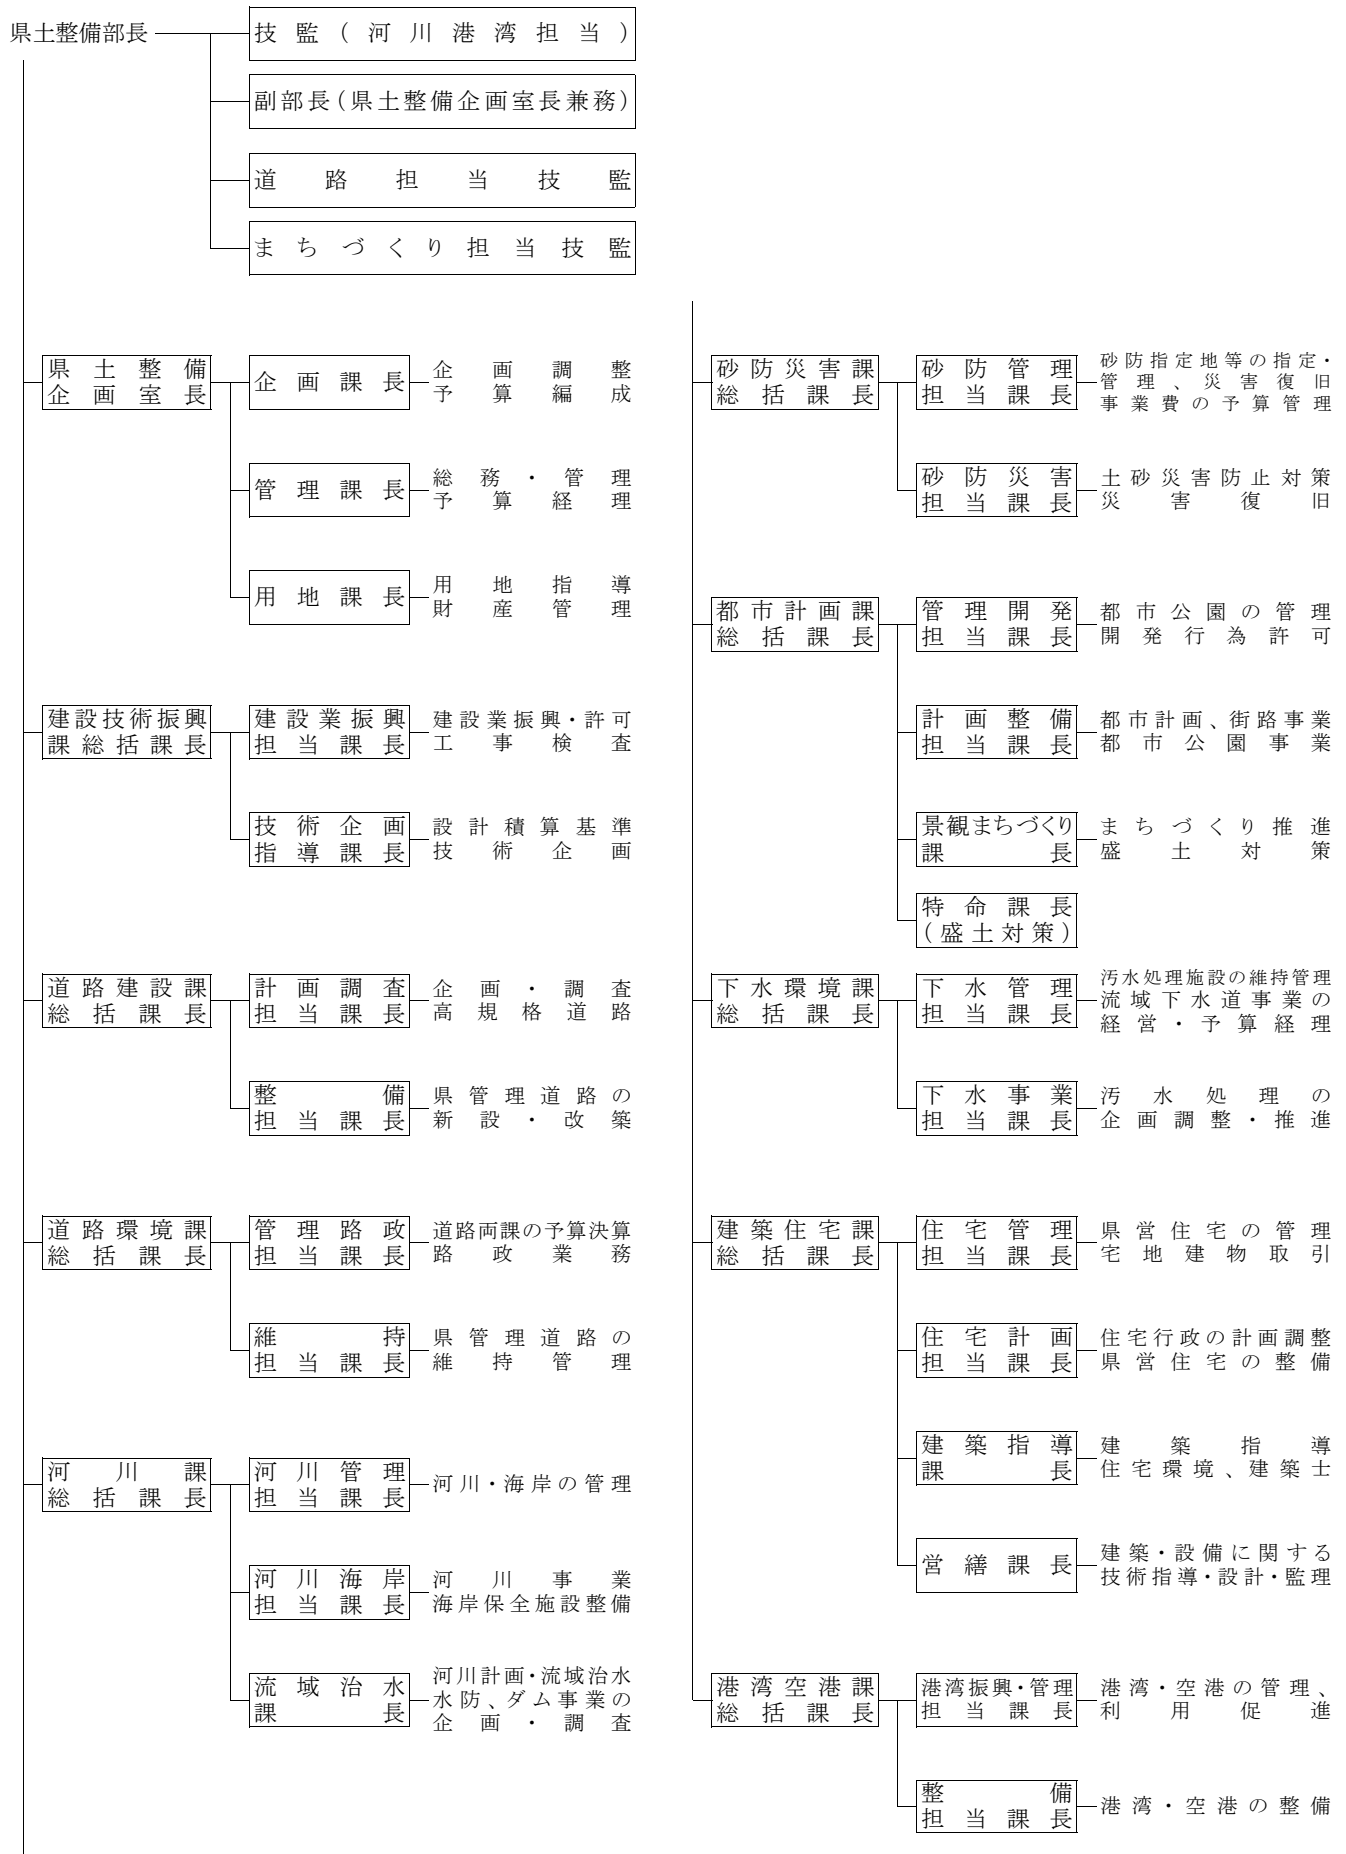 県土整備部長
技監(河川港湾担当)
副部長(県土整備企画室長兼務)
道路担当技監
まちづくり担当技監
県土整備
企画室長
企画課長
企画調整
予算編成
管理課長
総務・管理
予算経理
用地課長
用地指導
財産管理
建設技術振興
課総括課長
建設業振興
担当課長
建設業振興・許可
工事検査
技術企画
指導課長
設計積算基準
技術企画
道路建設課
総括課長
計画調査
担当課長
企画・調査
高規格道路
整備
担当課長
県管理道路の
新設・改築
道路環境課
総括課長
管理路政
担当課長
道路両課の予算決算
路政業務
維持
担当課長
県管理道路の
維持管理
河川課
総括課長
河川管理
担当課長
河川・海岸の管理
河川海岸
担当課長
河川事業
海岸保全施設整備
流域治水
課長
河川計画・流域治水
水防、ダム事業の
企画・調査
砂防災害課
総括課長
砂防管理
担当課長
砂防指定地等の指定・
管理、災害復旧
事業費の予算管理
砂防災害
担当課長
土砂災害防止対策
災害復旧
都市計画課
総括課長
管理開発
担当課長
都市公園の管理
開発行為許可
計画整備
担当課長
都市計画、街路事業
都市公園事業
景観まちづくり
課長
まちづくり推進
盛土対策
特命課長
(盛土対策)
下水環境課
総括課長
下水管理
担当課長
汚水処理施設の維持管理
流域下水道事業の
経営・予算経理
下水事業
担当課長
汚水処理の
企画調整・推進
建築住宅課
総括課長
住宅管理
担当課長
県営住宅の管理
宅地建物取引
住宅計画
担当課長
住宅行政の計画調整
県営住宅の整備
建築指導
課長
建築指導
住宅環境、建築士
営繕課長
建築・設備に関する
技術指導・設計・監理
港湾空港課
総括課長
港湾振興・管理
担当課長
港湾・空港の管理、
利用促進
整備
担当課長
港湾・空港の整備